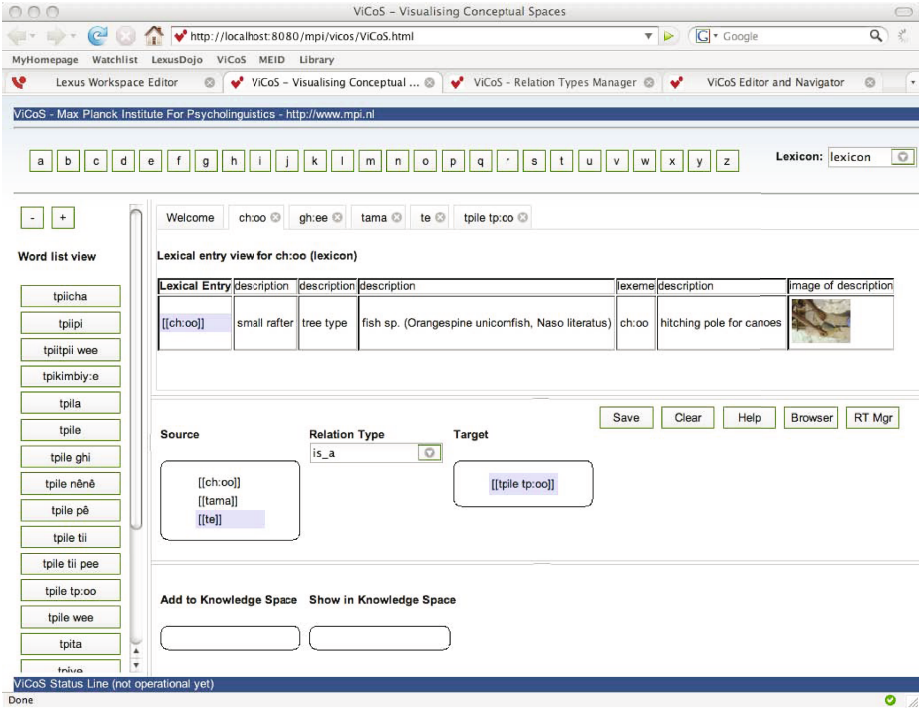 ViCoS – Visualising Conceptual Spaces
http://localhost:8080/mpi/vicos/ViCoS.html
Google
MyHomepage Watchlist LexusDojo ViCoS MEID Library
Lexus Workspace Editor
ViCoS – Visualising Conceptual ...
ViCoS - Relation Types Manager
ViCoS Editor and Navigator
ViCoS - Max Planck Institute For Psycholinguistics - http://www.mpi.nl
a b c d e f g h i j k l m n o p q ' s t u v w x y z
Lexicon: lexicon
- +
Welcome ch:oo gh:ee tama te tpile tp:oo
Word list view
Lexical entry view for ch:oo (lexicon)
Lexical Entry description description description lexeme description image of description
[[ch:oo]] small rafter tree type fish sp. (Orangespine unicornfish, Naso literatus) ch:oo hitching pole for canoes
tpiicha
tpiipi
tpiitpii wee
tpikimbiy:e
tpila
tpile
tpile ghi
tpile nênê
tpile pê
tpile tii
tpile tii pee
tpile tp:oo
tpile wee
tpita
Save Clear Help Browser RT Mgr
Source Relation Type Target
is_a
[[ch:oo]]
[[tama]]
[[te]]
[[tpile tp:oo]]
Add to Knowledge Space Show in Knowledge Space
ViCoS Status Line (not operational yet)
Done